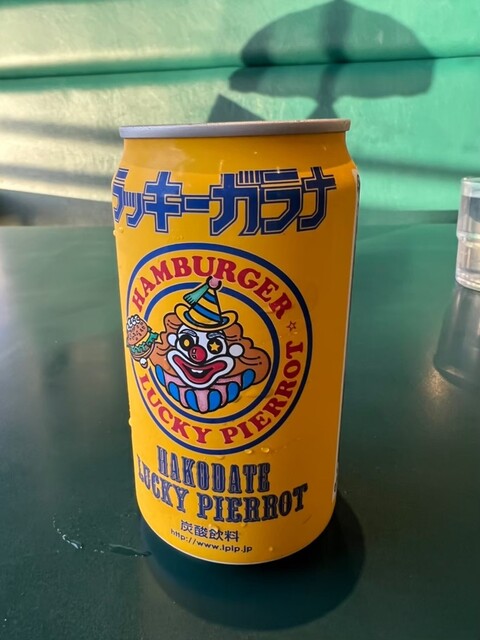 ラッキーガラナ
HAMBURGER
LUCKY PIERROT
HAKODATE
LUCKY PIERROT
炭酸飲料
http://www.lplp.jp